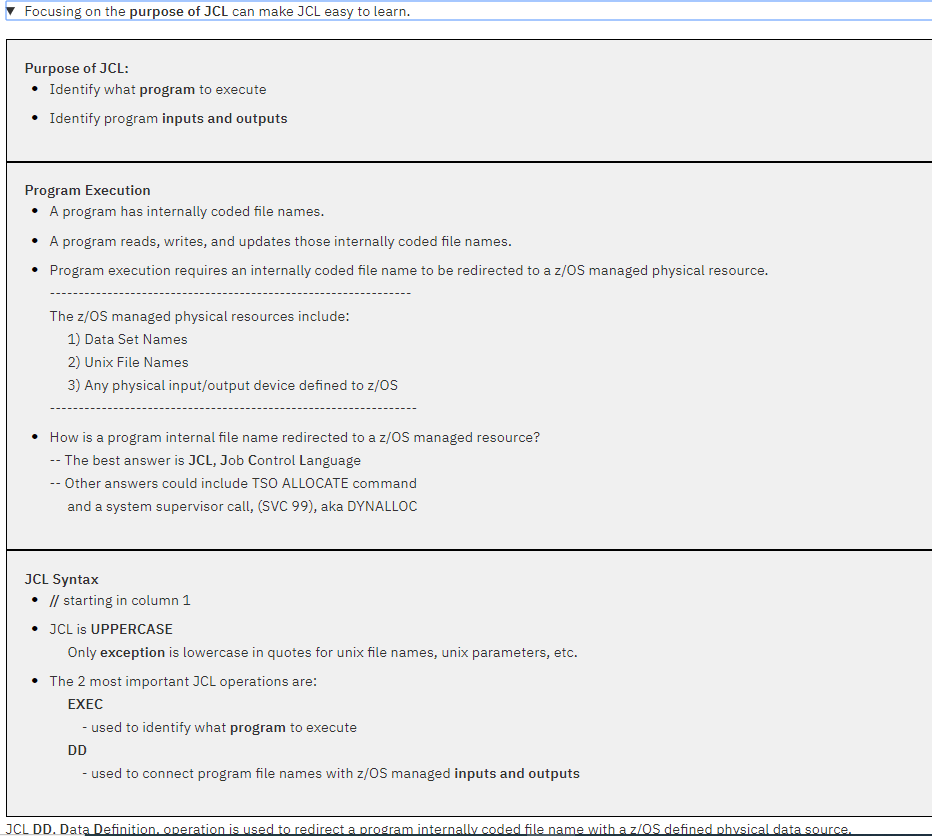 ▼ Focusing on the purpose of JCL can make JCL easy to learn.
Purpose of JCL:
• Identify what program to execute
• Identify program inputs and outputs
Program Execution
• A program has internally coded file names.
• A program reads, writes, and updates those internally coded file names.
• Program execution requires an internally coded file name to be redirected to a z/OS managed physical resource.
---------------------------------------------------------------
The z/OS managed physical resources include:
1) Data Set Names
2) Unix File Names
3) Any physical input/output device defined to z/OS
----------------------------------------------------------------
• How is a program internal file name redirected to a z/OS managed resource?
-- The best answer is JCL, Job Control Language
-- Other answers could include TSO ALLOCATE command
and a system supervisor call, (SVC 99), aka DYNALLOC
JCL Syntax
• // starting in column 1
• JCL is UPPERCASE
Only exception is lowercase in quotes for unix file names, unix parameters, etc.
• The 2 most important JCL operations are:
EXEC
- used to identify what program to execute
DD
- used to connect program file names with z/OS managed inputs and outputs
JCL DD, Data Definition, operation is used to redirect a program internally coded file name with a z/OS defined physical data source.